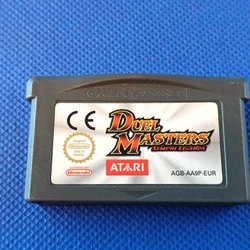 GAME BOY ADVANCE
CE
DUEL
MASTERS
SEMPAI LEGENDS
Nintendo
ATARI
AGB-AA9P-EUR